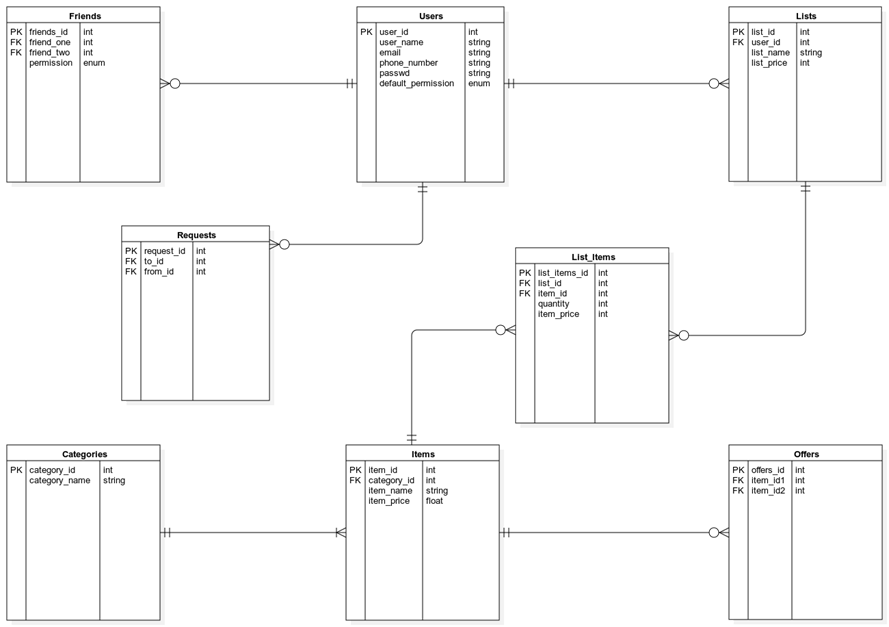 Friends
PK friends_id int
FK friend_one int
FK friend_two int
permission enum
Users
PK user_id int
user_name string
email string
phone_number string
passwd string
default_permission enum
Lists
PK list_id int
FK user_id int
list_name string
list_price int
Requests
PK request_id int
FK to_id int
FK from_id int
List_Items
PK list_items_id int
FK list_id int
FK item_id int
quantity int
item_price int
Categories
PK category_id int
category_name string
Items
PK item_id int
FK category_id int
item_name string
item_price float
Offers
PK offers_id int
FK item_id1 int
FK item_id2 int